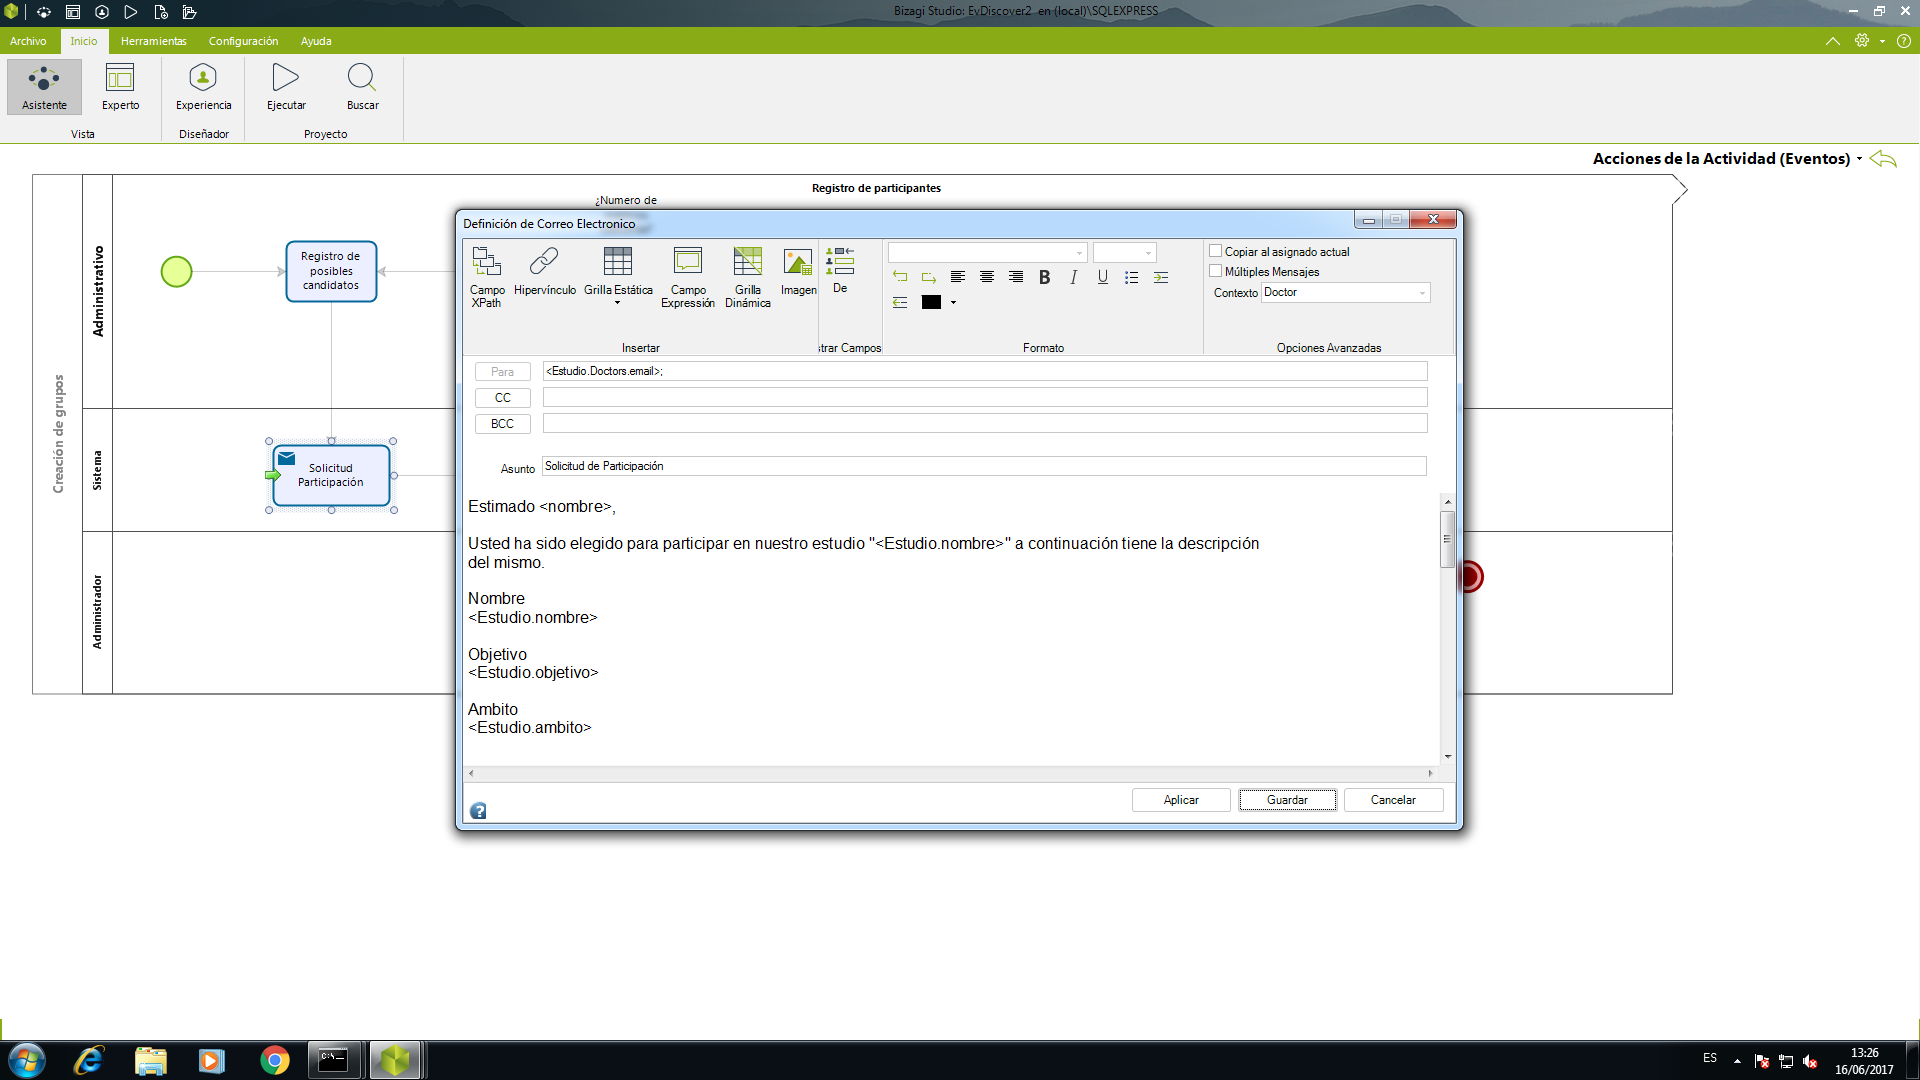 Bizagi Studio: EvDiscover2 en (local)\SQLEXPRESS
Archivo
Inicio
Herramientas
Configuración
Ayuda
Asistente
Experto
Experiencia
Ejecutar
Buscar
Vista
Diseñador
Proyecto
Acciones de la Actividad (Eventos)
Registro de participantes
¿Numero de
Creación de grupos
Administrativo
Sistema
Administrador
Registro de
posibles
candidatos
Solicitud
Participación
Definición de Correo Electronico
Campo
XPath
Hipervínculo
Grilla Estática
Campo
Expresión
Grilla
Dinámica
Imagen
De
Insertar
strar Campos
Formato
Opciones Avanzadas
B I U
Copiar al asignado actual
Múltiples Mensajes
Contexto Doctor
Para <Estudio.Doctors.email>;
CC
BCC
Asunto Solicitud de Participación
Estimado <nombre>,
Usted ha sido elegido para participar en nuestro estudio "<Estudio.nombre>" a continuación tiene la descripción
del mismo.
Nombre
<Estudio.nombre>
Objetivo
<Estudio.objetivo>
Ambito
<Estudio.ambito>
Aplicar
Guardar
Cancelar
C:\
ES
13:26
16/06/2017